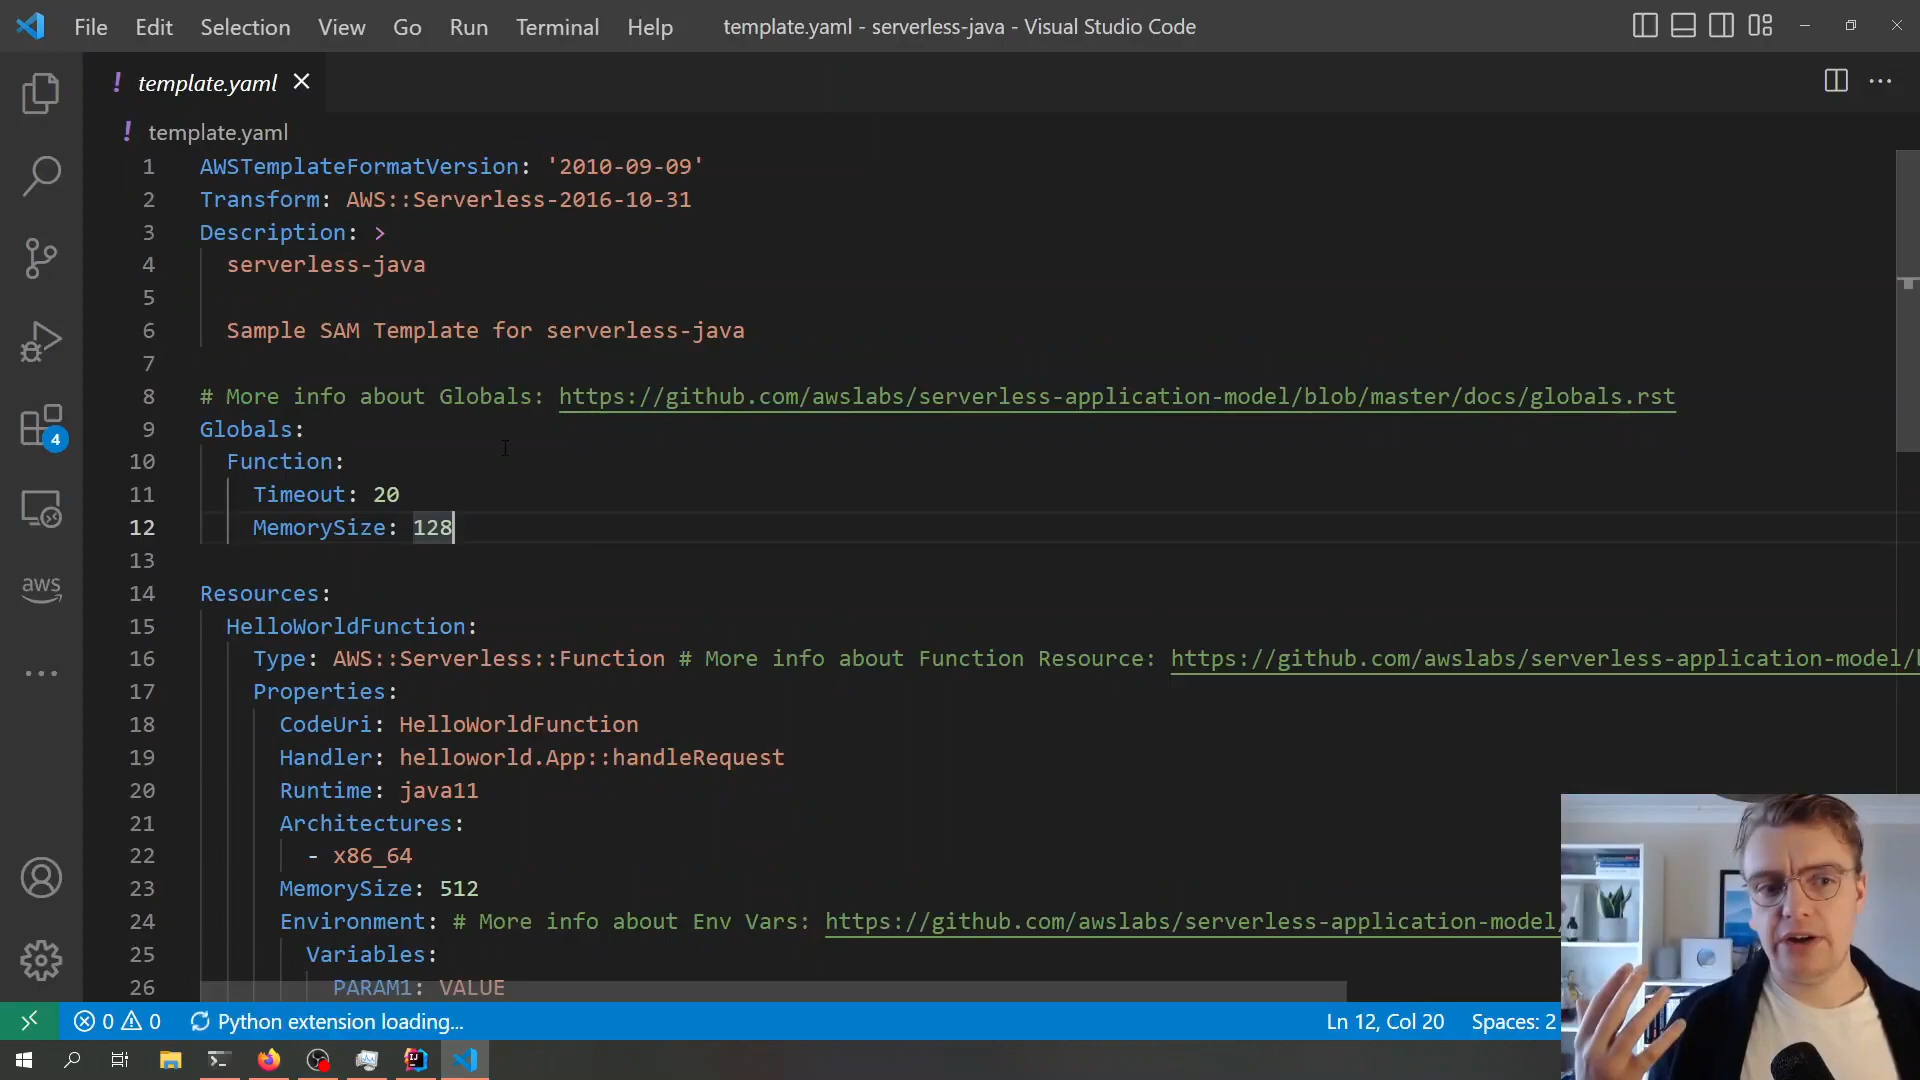 File Edit Selection View Go Run Terminal Help template.yaml - serverless-java - Visual Studio Code
! template.yaml
! template.yaml
1 AWSTemplateFormatVersion: '2010-09-09'
2 Transform: AWS::Serverless-2016-10-31
3 Description: >
4 serverless-java
5
6 Sample SAM Template for serverless-java
7
8 # More info about Globals: https://github.com/awslabs/serverless-application-model/blob/master/docs/globals.rst
9 Globals:
10 Function:
11 Timeout: 20
12 MemorySize: 128
13
14 Resources:
15 HelloWorldFunction:
16 Type: AWS::Serverless::Function # More info about Function Resource: https://github.com/awslabs/serverless-application-model/
17 Properties:
18 CodeUri: HelloWorldFunction
19 Handler: helloworld.App::handleRequest
20 Runtime: java11
21 Architectures:
22 - x86_64
23 MemorySize: 512
24 Environment: # More info about Env Vars: https://github.com/awslabs/serverless-application-model/
25 Variables:
26 PARAM1: VALUE
4
aws
0 0 Python extension loading... Ln 12, Col 20 Spaces: 2